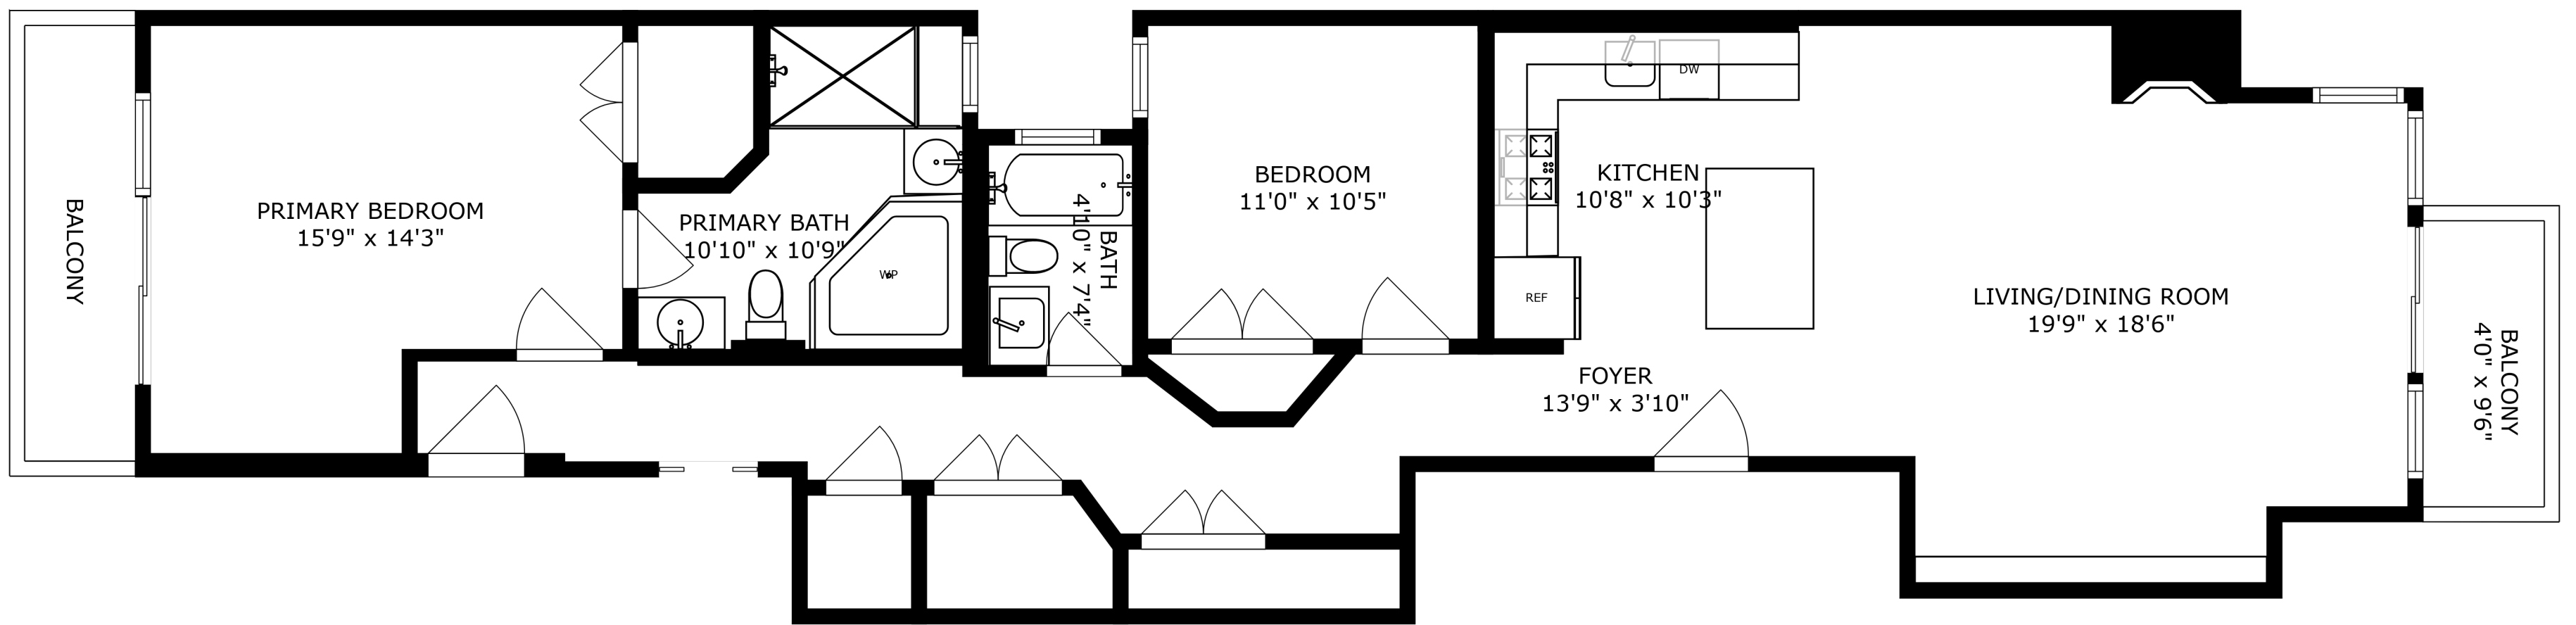 BALCONY
PRIMARY BEDROOM
15'9" x 14'3"
PRIMARY BATH
10'10" x 10'9"
WP
BATH
4'10" x 7'4"
BEDROOM
11'0" x 10'5"
DW
KITCHEN
10'8" x 10'3"
REF
FOYER
13'9" x 3'10"
LIVING/DINING ROOM
19'9" x 18'6"
BALCONY
4'0" x 9'6"